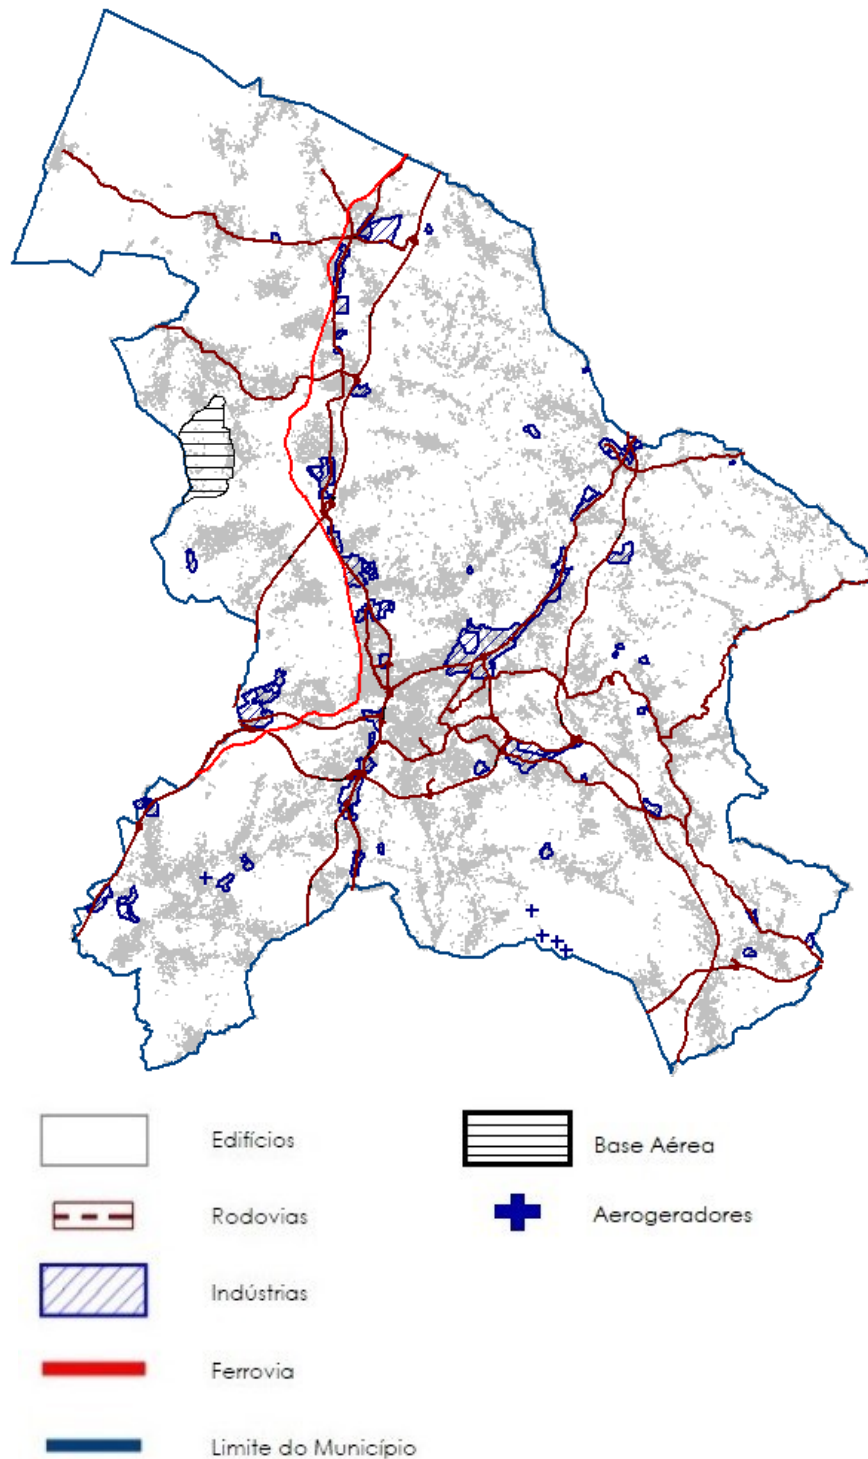 Edifícios
Rodovias
Indústrias
Ferrovia
Limite do Município
Base Aérea
Aerogeradores